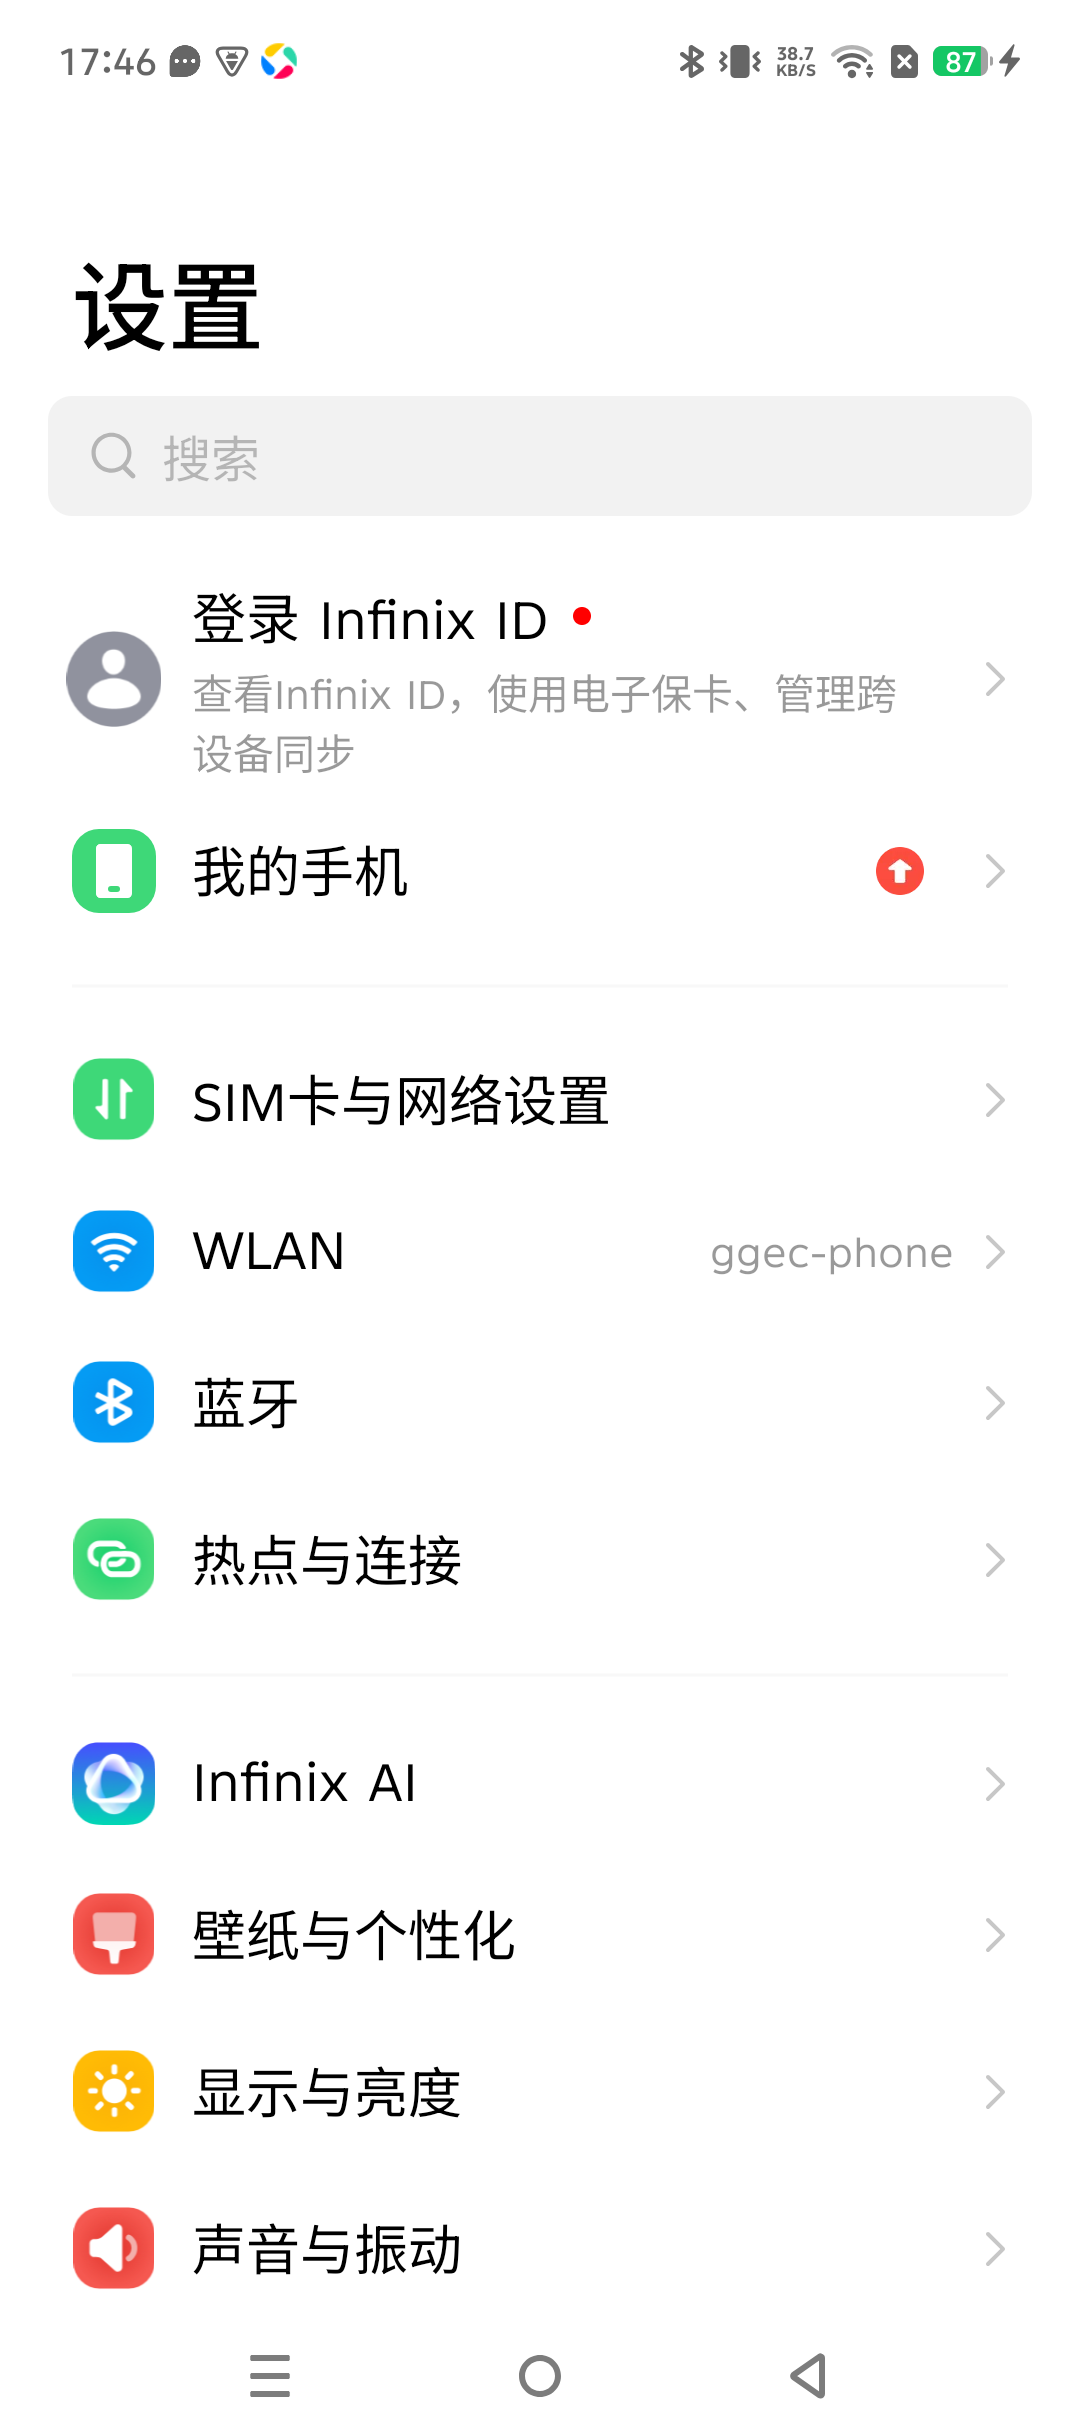 17:46
38.7
KB/S
87
设置
搜索
登录 Infinix ID
查看Infinix ID，使用电子保卡、管理跨
设备同步
我的手机
SIM卡与网络设置
WLAN
ggec-phone
蓝牙
热点与连接
Infinix AI
壁纸与个性化
显示与亮度
声音与振动